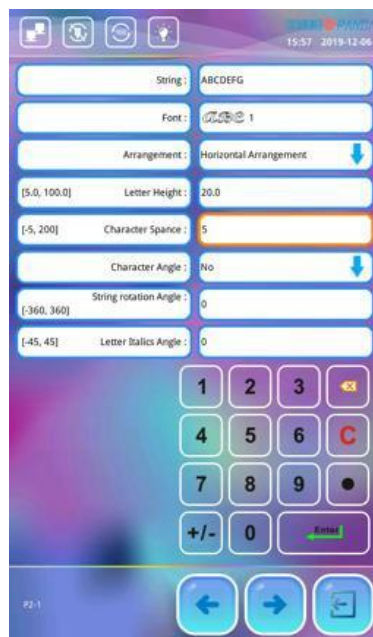 15:57 2019-12-06
String : ABCDEFG
Font : ABC 1
Arrangement : Horizontal Arrangement
[5.0, 100.0] Letter Height : 20.0
[-5, 200] Character Spance : 5
Character Angle : No
String rotation Angle :
[-360, 360] 0
[-45, 45] Letter Italics Angle : 0
1 2 3
4 5 6 C
7 8 9
+/- 0 Enter
P2-1